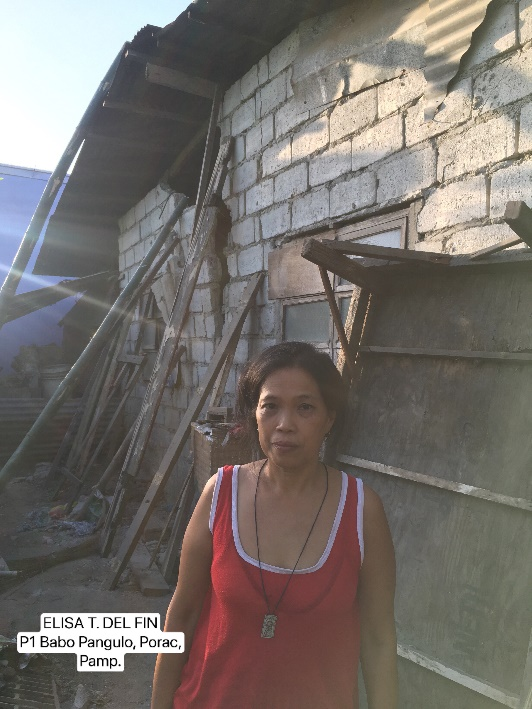 ELISA T. DEL FIN
P1 Babo Pangulo, Porac,
Pamp.